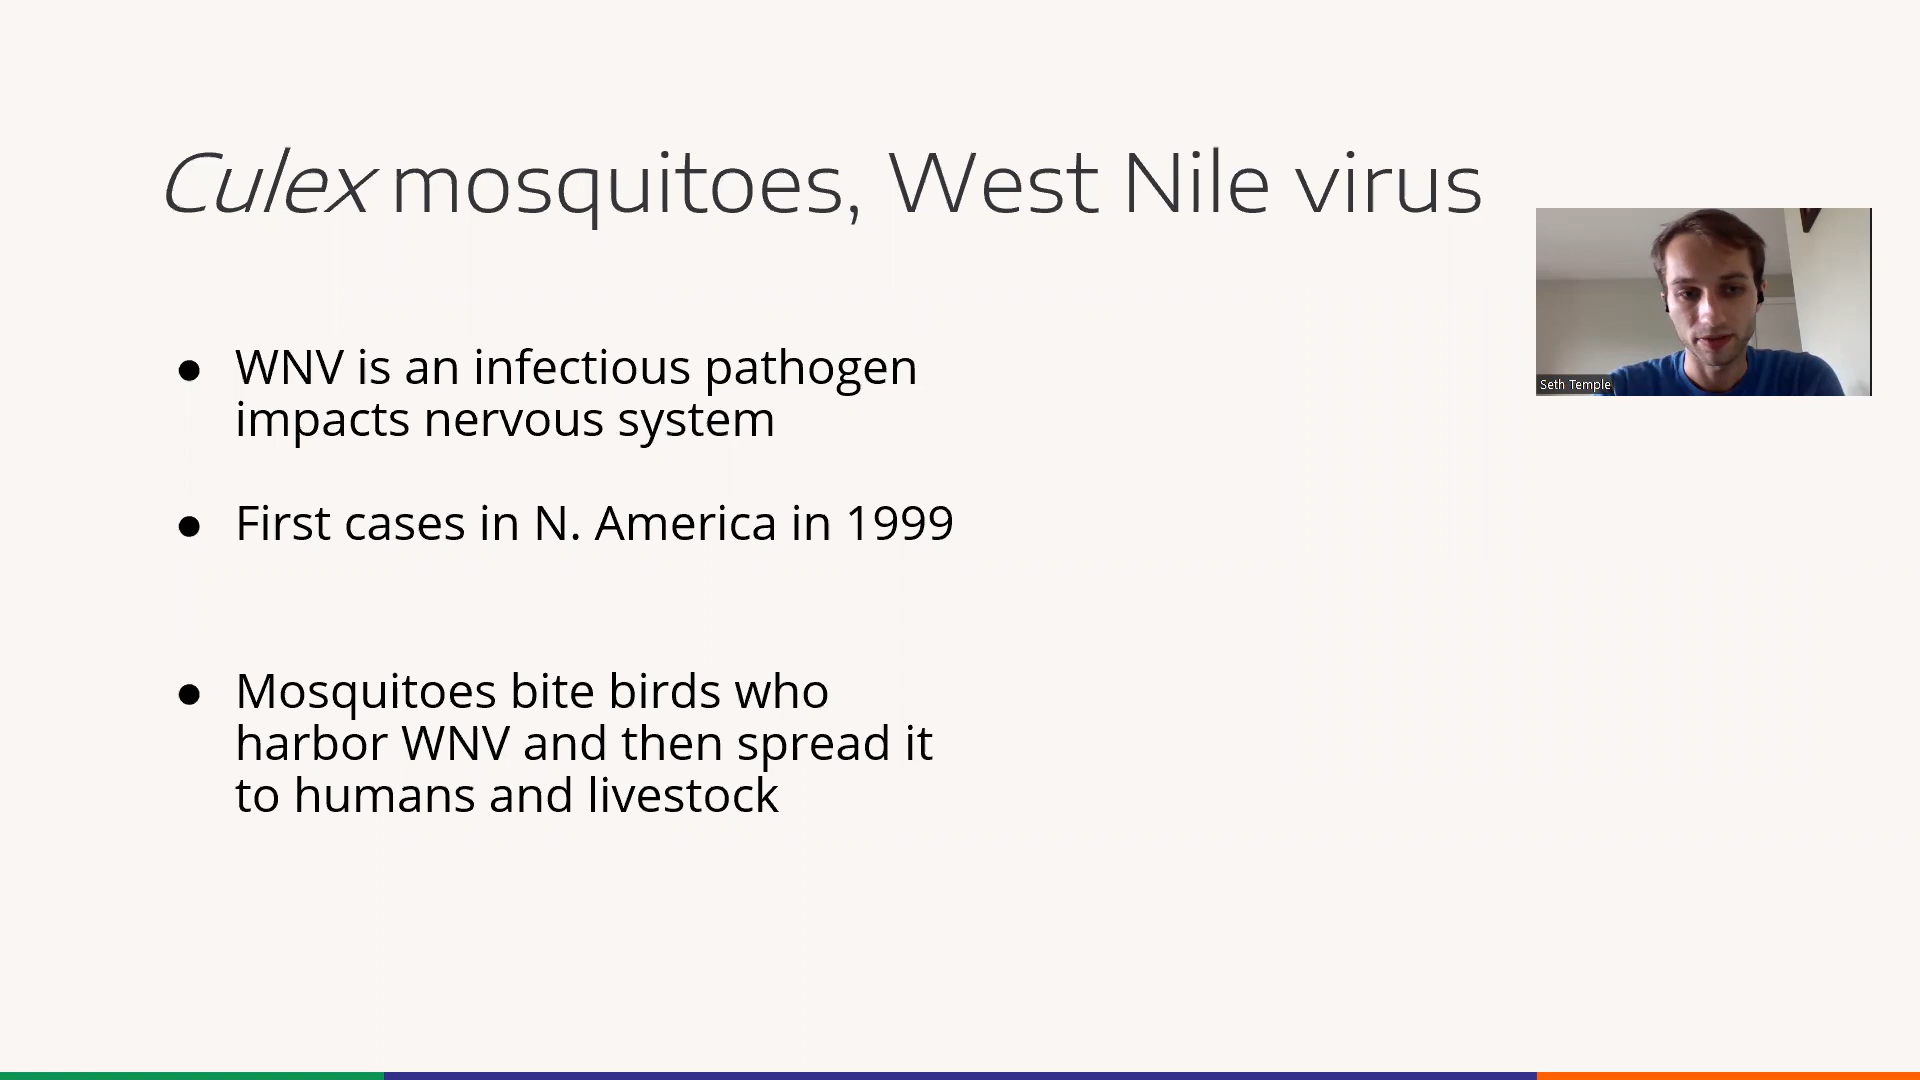 Culex mosquitoes, West Nile virus
● WNV is an infectious pathogen
impacts nervous system
● First cases in N. America in 1999
● Mosquitoes bite birds who
harbor WNV and then spread it
to humans and livestock
Seth Temple